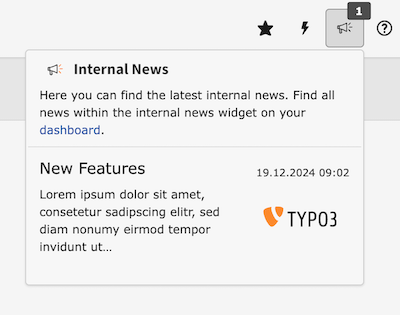 1
Internal News
Here you can find the latest internal news. Find all
news within the internal news widget on your
dashboard.
New Features
19.12.2024 09:02
Lorem ipsum dolor sit amet,
consetetur sadipscing elitr, sed
diam nonumy eirmod tempor
invidunt ut…
TYPO3